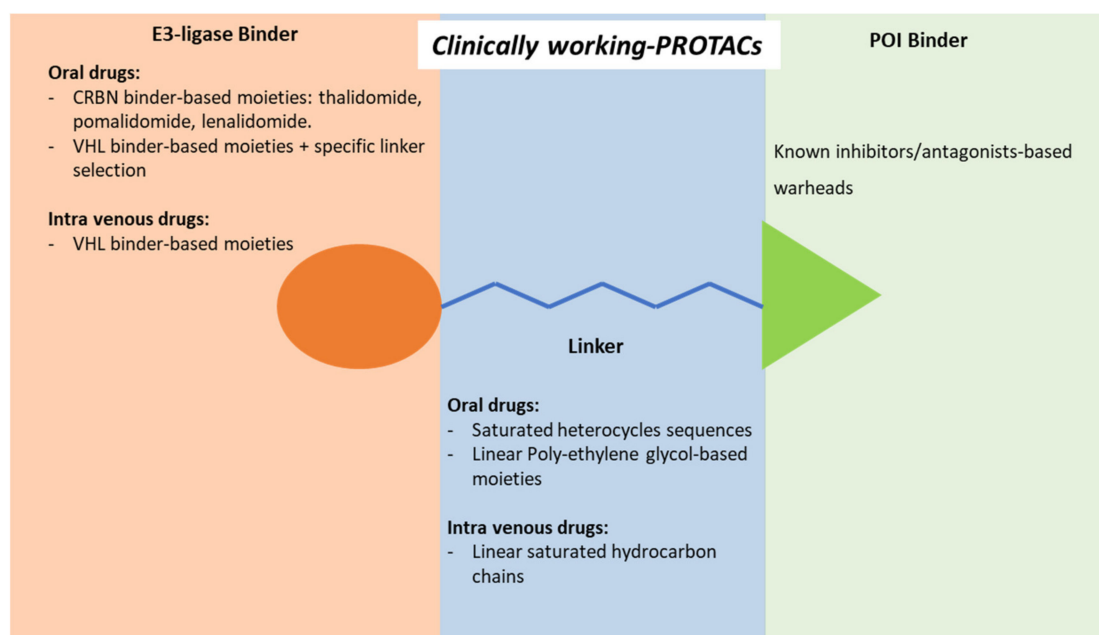 E3-ligase Binder
Oral drugs:
- CRBN binder-based moieties: thalidomide,
pomalidomide, lenalidomide.
- VHL binder-based moieties + specific linker
selection
Intra venous drugs:
- VHL binder-based moieties
Clinically working-PROTACs
Linker
Oral drugs:
- Saturated heterocycles sequences
- Linear Poly-ethylene glycol-based
moieties
Intra venous drugs:
- Linear saturated hydrocarbon
chains
POI Binder
Known inhibitors/antagonists-based
warheads